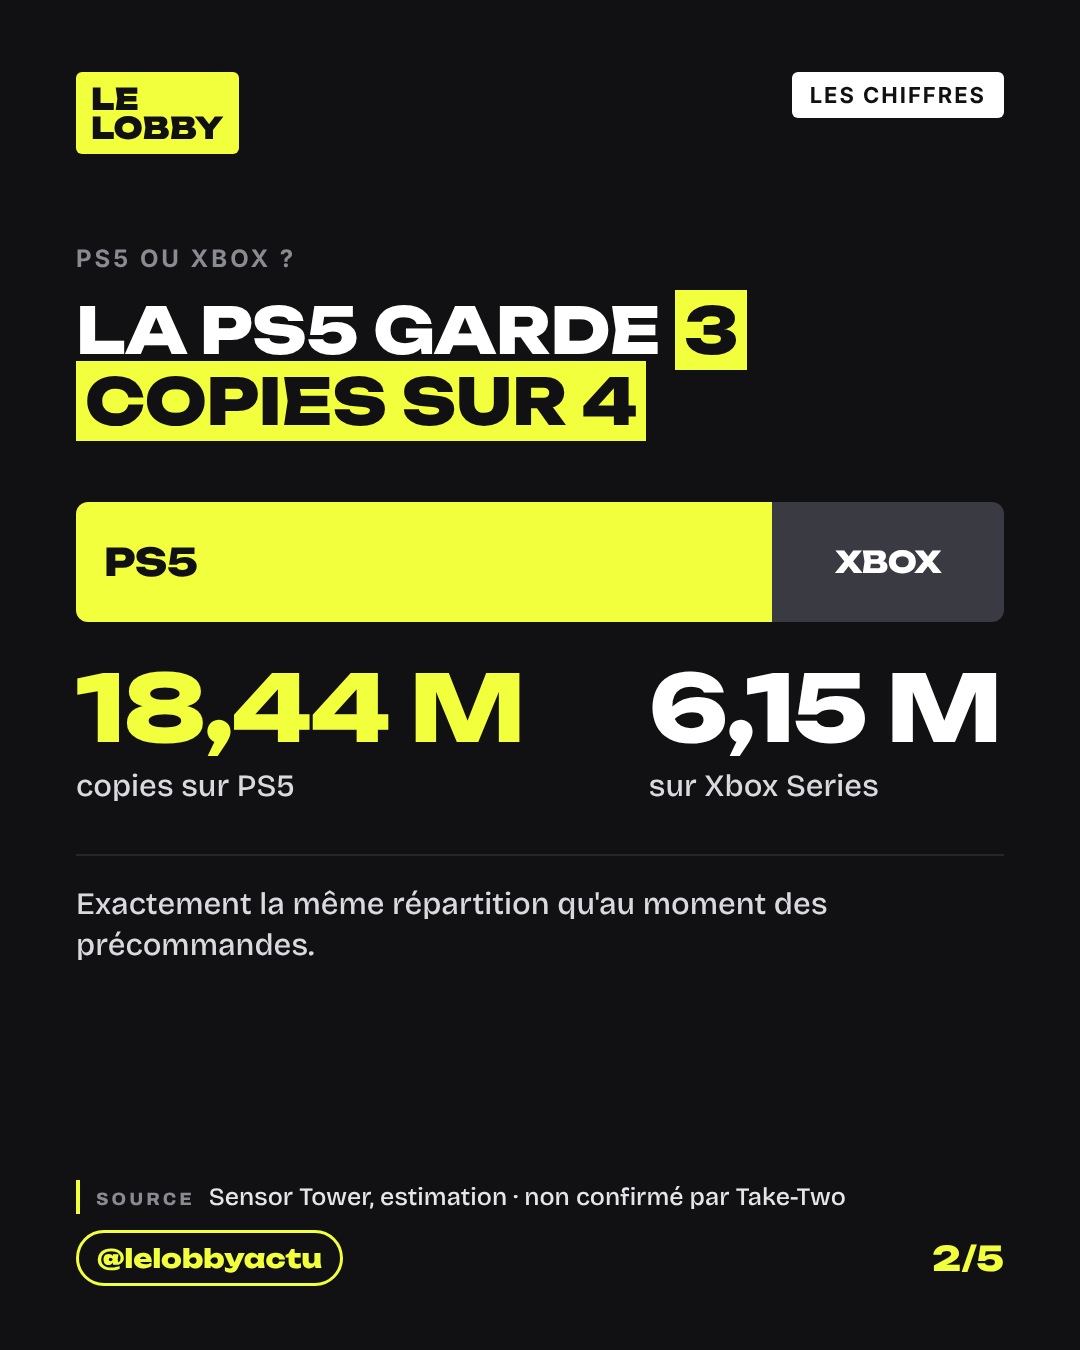 LE
LOBBY
LES CHIFFRES
PS5 OU XBOX ?
LA PS5 GARDE 3
COPIES SUR 4
PS5
XBOX
18,44 M
6,15 M
copies sur PS5
sur Xbox Series
Exactement la même répartition qu'au moment des
précommandes.
SOURCE Sensor Tower, estimation · non confirmé par Take-Two
@lelobbyactu
2/5